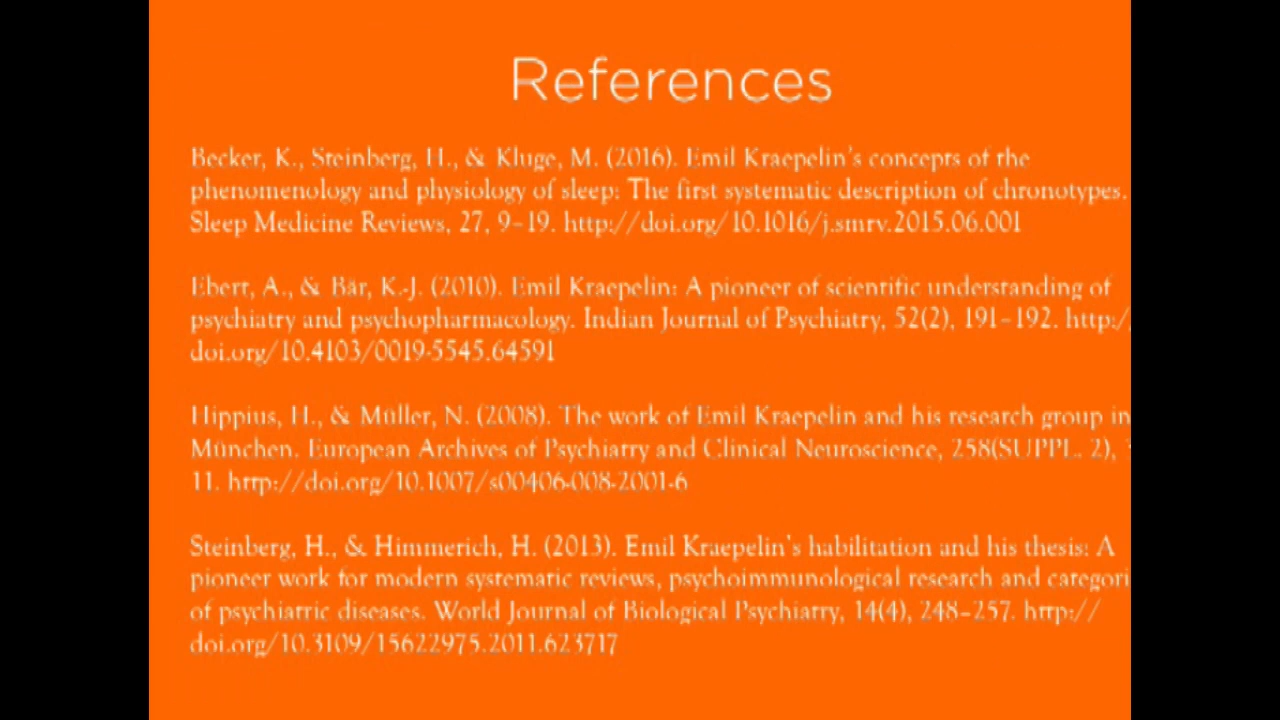 References
Becker, K., Steinberg, H., & Kluge, M. (2016). Emil Kraepelin's concepts of the
phenomenology and physiology of sleep: The first systematic description of chronotypes.
Sleep Medicine Reviews, 27, 9–19. http://doi.org/10.1016/j.smrv.2015.06.001
Ebert, A., & Bär, K.-J. (2010). Emil Kraepelin: A pioneer of scientific understanding of
psychiatry and psychopharmacology. Indian Journal of Psychiatry, 52(2), 191–192. http:/
doi.org/10.4103/0019-5545.64591
Hippius, H., & Müller, N. (2008). The work of Emil Kraepelin and his research group in
München. European Archives of Psychiatry and Clinical Neuroscience, 258(SUPPL. 2),
11. http://doi.org/10.1007/s00406-008-2001-6
Steinberg, H., & Himmerich, H. (2013). Emil Kraepelin's habilitation and his thesis: A
pioneer work for modern systematic reviews, psychoimmunological research and categori
of psychiatric diseases. World Journal of Biological Psychiatry, 14(4), 248–257. http://
doi.org/10.3109/15622975.2011.623717